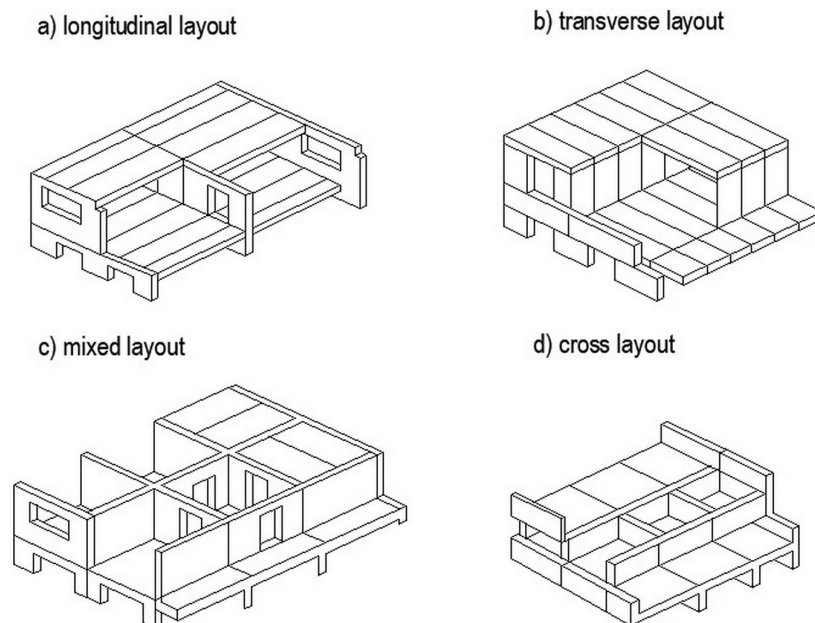 a) longitudinal layout
b) transverse layout
c) mixed layout
d) cross layout